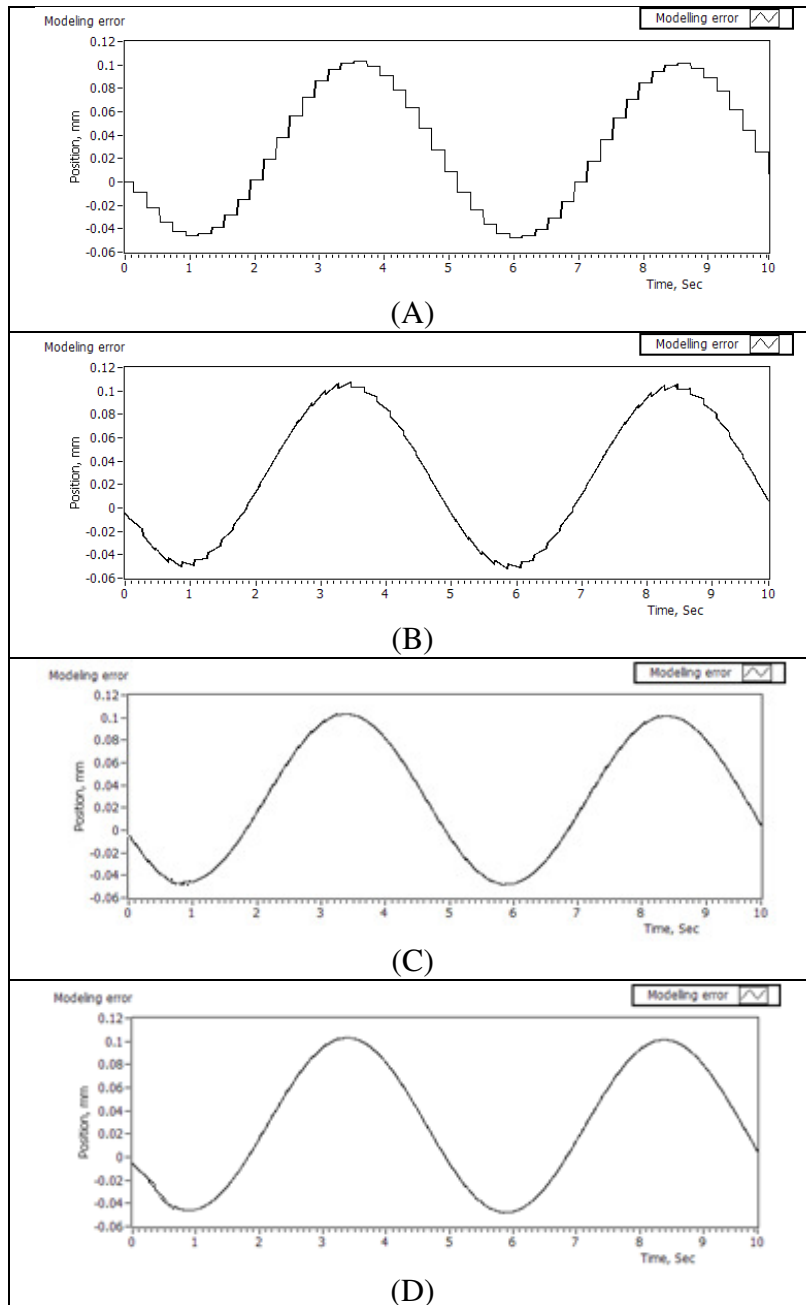 Modeling error
Modelling error
0.12
0.1
0.08
0.06
0.04
0.02
0
-0.02
-0.04
-0.06
Position, mm
0 1 2 3 4 5 6 7 8 9 10
Time, Sec
(A)
Modeling error
Modelling error
0.12
0.1
0.08
0.06
0.04
0.02
0
-0.02
-0.04
-0.06
Position, mm
0 1 2 3 4 5 6 7 8 9 10
Time, Sec
(B)
Modeling error
Modelling error
0.12
0.1
0.08
0.06
0.04
0.02
0
-0.02
-0.04
-0.06
Position, mm
0 1 2 3 4 5 6 7 8 9 10
Time, Sec
(C)
Modeling error
Modelling error
0.12
0.1
0.08
0.06
0.04
0.02
0
-0.02
-0.04
-0.06
Position, mm
0 1 2 3 4 5 6 7 8 9 10
Time, Sec
(D)